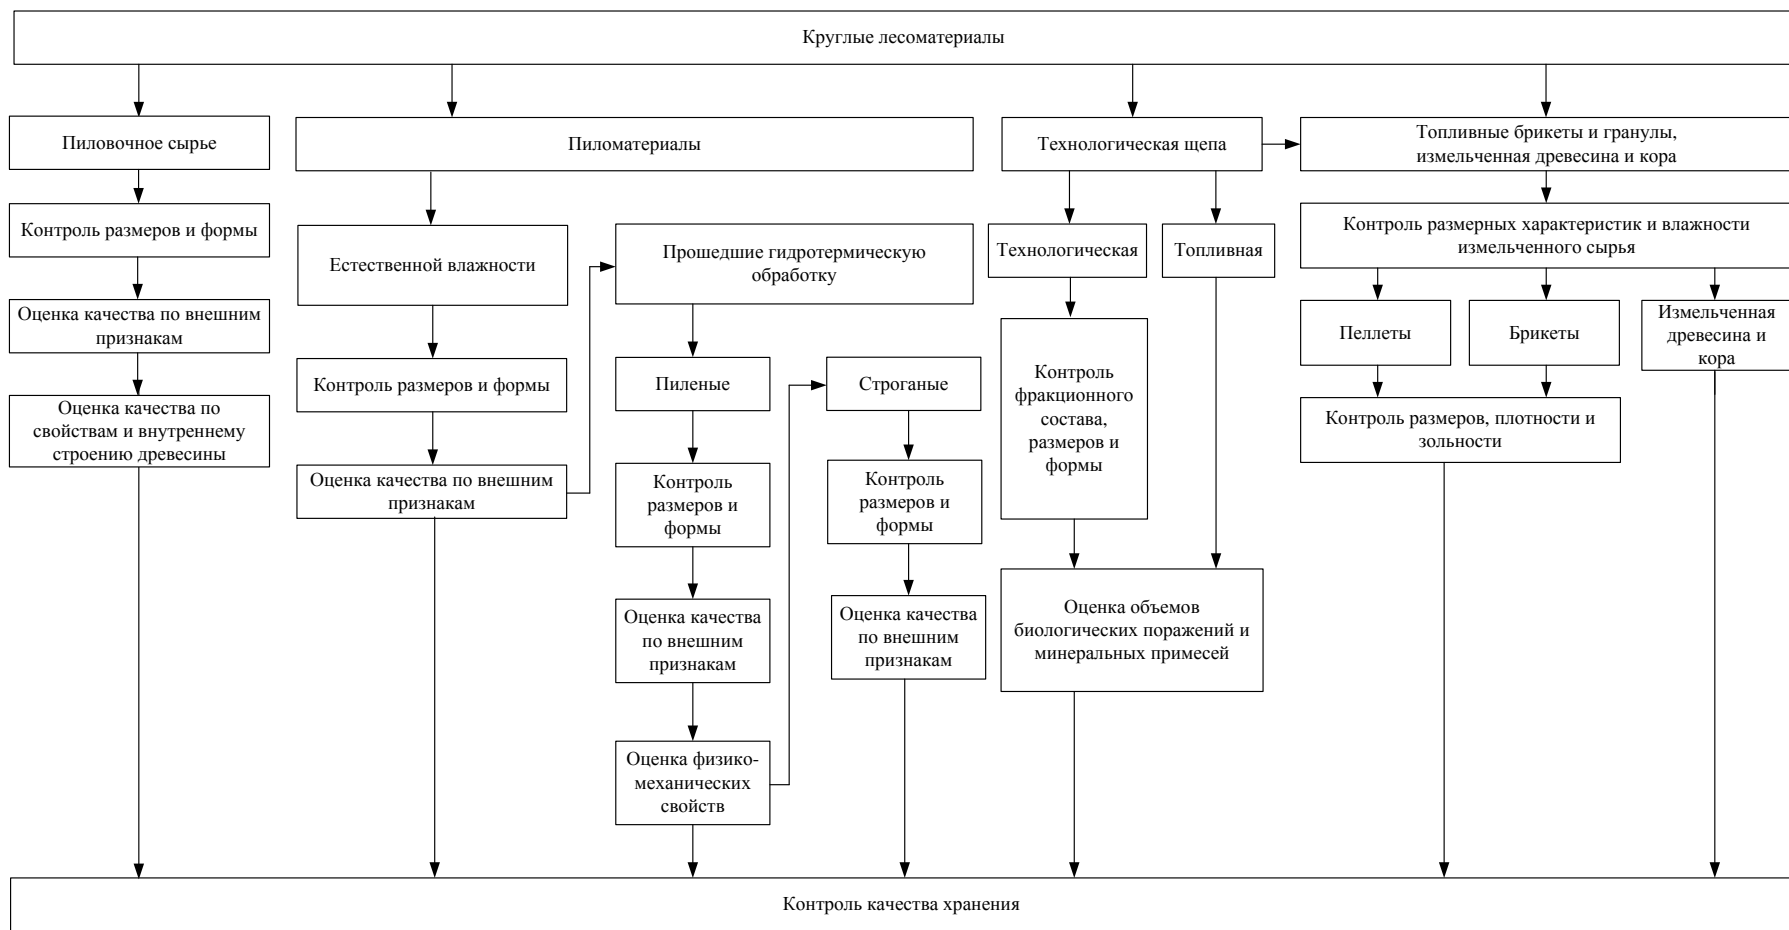 Круглые лесоматериалы
Пиловочное сырье
Пиломатериалы
Технологическая щепа
Топливные брикеты и гранулы,
измельченная древесина и кора
Контроль размеров и формы
Естественной влажности
Прошедшие гидротермическую
обработку
Технологическая
Топливная
Контроль размерных характеристик и влажности
измельченного сырья
Оценка качества по внешним
признакам
Контроль размеров и формы
Пиленые
Строганые
Контроль
фракционного
состава,
размеров и
формы
Пеллеты
Брикеты
Измельченная
древесина и
кора
Оценка качества по
свойствам и внутреннему
строению древесины
Оценка качества по внешним
признакам
Контроль
размеров и
формы
Контроль
размеров и
формы
Контроль размеров, плотности и
зольности
Оценка качества
по внешним
признакам
Оценка качества
по внешним
признакам
Оценка объемов
биологических поражений и
минеральных примесей
Оценка физико-
механических
свойств
Контроль качества хранения